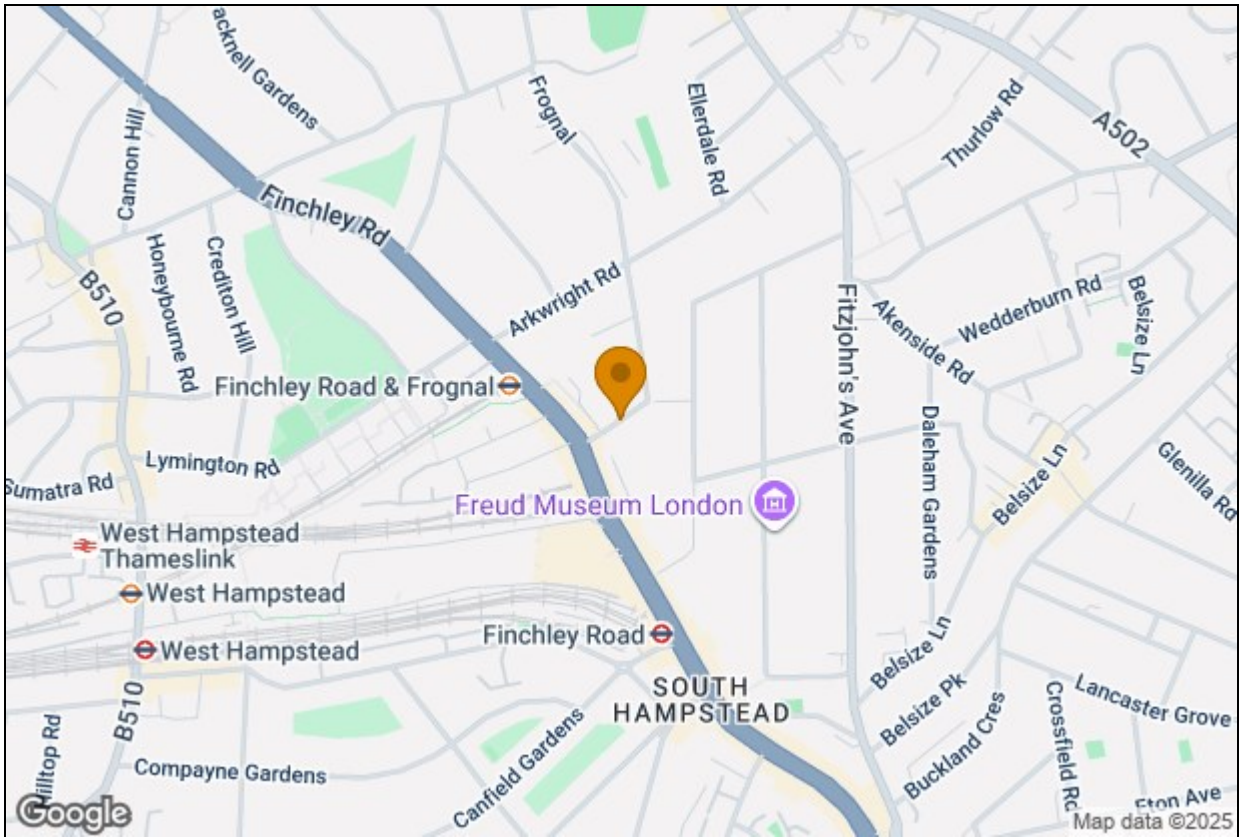 acknell Gardens
Cannon Hill
Frognal
Ellerdale Rd
Thurlow Rd
A502
Finchley Rd
B510
Honeybourne Rd
Crediton Hill
Arkwright Rd
Fitzjohn's Ave
Akenside Rd
Wedderburn Rd
Belsize Ln
Finchley Road & Frognal
Lymington Rd
Sumatra Rd
Daleham Gardens
Belsize Ln
Glenilla Rd
Freud Museum London
West Hampstead
Thameslink
West Hampstead
West Hampstead
Finchley Road
SOUTH
HAMPSTEAD
Belsize Ln
Belsize Pk
Buckland Cres
Crossfield Rd
Lancaster Grove
B510
Hilltop Rd
Compayne Gardens
Canfield Gardens
Eton Ave
Google
Map data ©2025